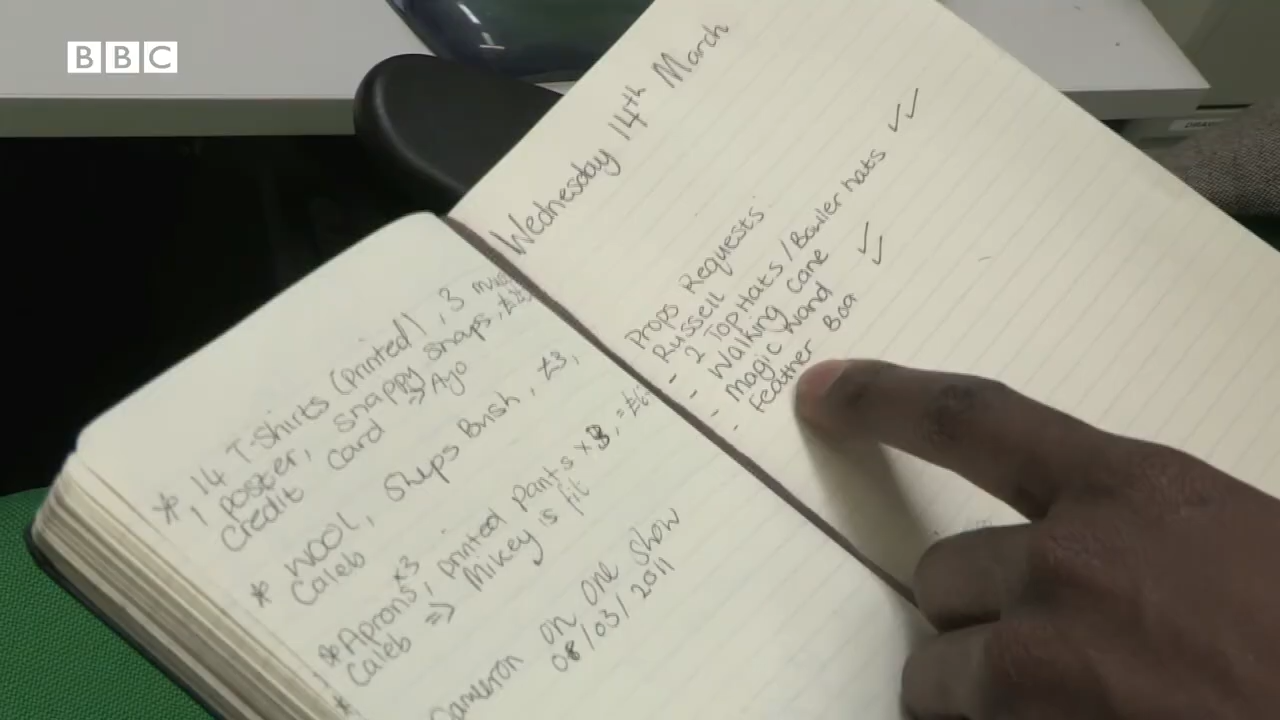 BBC
* 14 T-Shirts (printed), 3
1 poster, snappy snaps,
Credit Card => Ayo
* Wool,
Brush, £3,
Caleb
* Aprons x3, printed pants x 3, =
Caleb => Mikey is fit
*
Cameron on One Show
08/03/2011
Wednesday 14th March
Props Requests:
Russell
- 2 Top Hats / Bowler hats ✓✓
- Walking Cane
- Magic Wand ✓
- Feather Boa ✓